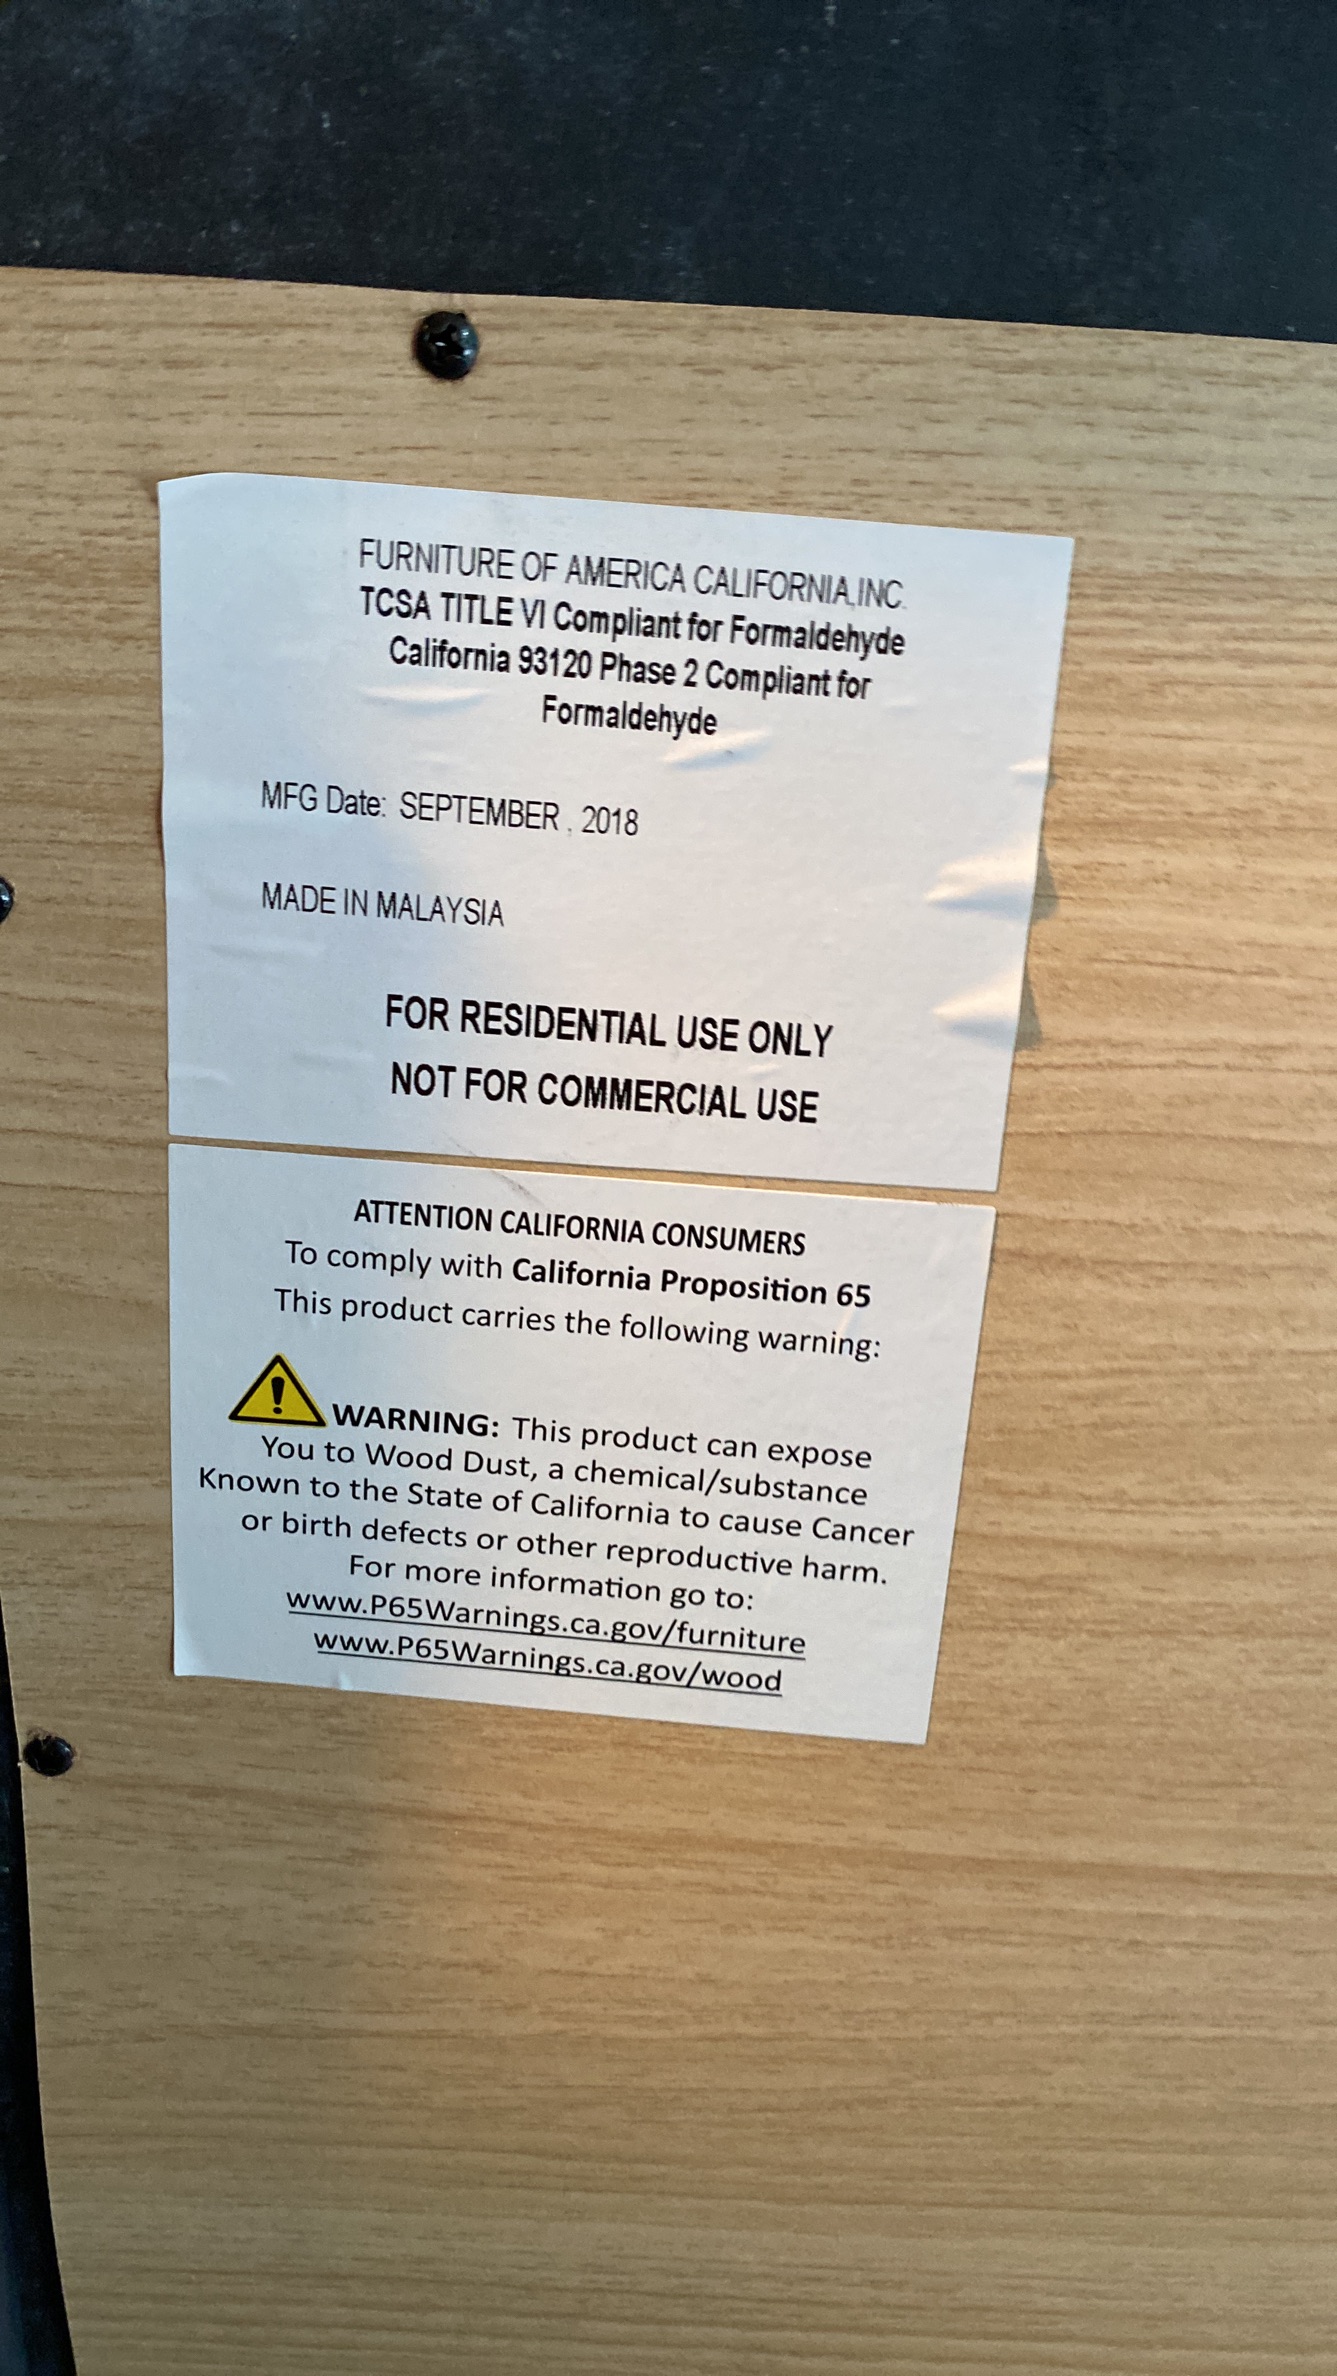 FURNITURE OF AMERICA CALIFORNIA,INC.
TCSA TITLE VI Compliant for Formaldehyde
California 93120 Phase 2 Compliant for
Formaldehyde
MFG Date: SEPTEMBER , 2018
MADE IN MALAYSIA
FOR RESIDENTIAL USE ONLY
NOT FOR COMMERCIAL USE
ATTENTION CALIFORNIA CONSUMERS
To comply with California Proposition 65
This product carries the following warning:
WARNING: This product can expose
You to Wood Dust, a chemical/substance
Known to the State of California to cause Cancer
or birth defects or other reproductive harm.
For more information go to:
www.P65Warnings.ca.gov/furniture
www.P65Warnings.ca.gov/wood